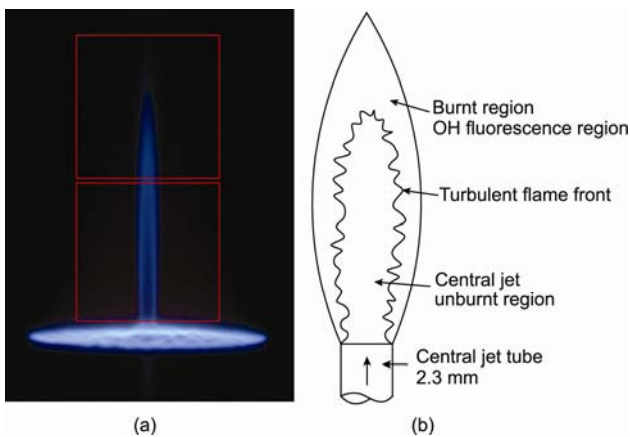 Burnt region
OH fluorescence region
Turbulent flame front
Central jet
unburnt region
Central jet tube
2.3 mm
(a)
(b)